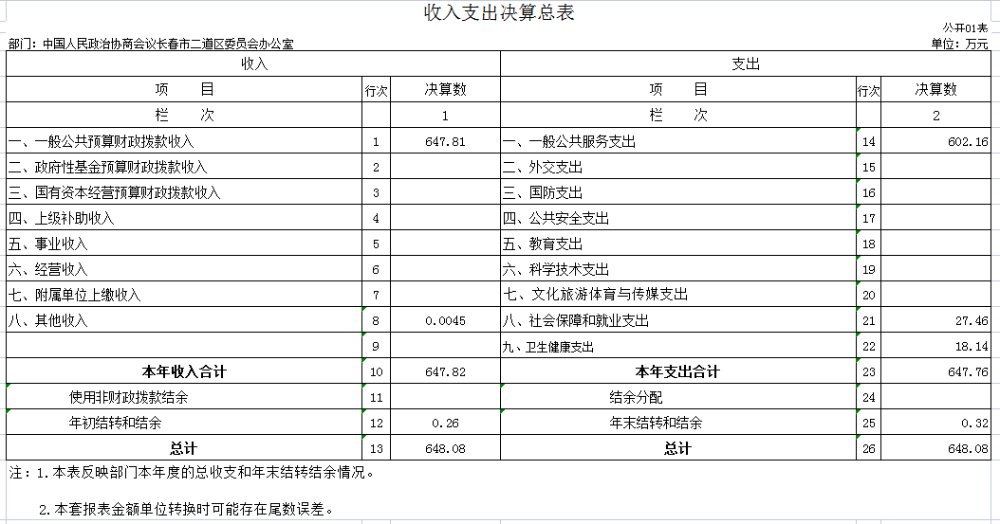 收入支出决算总表
公开01表
部门：中国人民政治协商会议长春市二道区委员会办公室 单位：万元
收入 支出
项 目 行次 决算数 项 目 行次 决算数
栏 次 1 栏 次 2
一、一般公共预算财政拨款收入 1 647.81 一、一般公共服务支出 14 602.16
二、政府性基金预算财政拨款收入 2 二、外交支出 15
三、国有资本经营预算财政拨款收入 3 三、国防支出 16
四、上级补助收入 4 四、公共安全支出 17
五、事业收入 5 五、教育支出 18
六、经营收入 6 六、科学技术支出 19
七、附属单位上缴收入 7 七、文化旅游体育与传媒支出 20
八、其他收入 8 0.0045 八、社会保障和就业支出 21 27.46
9 九、卫生健康支出 22 18.14
本年收入合计 10 647.82 本年支出合计 23 647.76
使用非财政拨款结余 11 结余分配 24
年初结转和结余 12 0.26 年末结转和结余 25 0.32
总计 13 648.08 总计 26 648.08
注：1.本表反映部门本年度的总收支和年末结转结余情况。
2.本套报表金额单位转换时可能存在尾数误差。